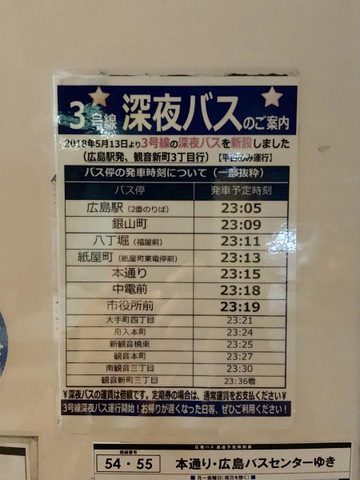 3号線 深夜バスのご案内
2018年5月13日より3号線の深夜バスを新設しました
(広島駅発、観音新町3丁目行)【平日のみ運行】
バス停の発車時刻について(一部抜粋)
バス停 発車予定時刻
広島駅(2番のりば) 23:05
銀山町 23:09
八丁堀(福屋前) 23:11
紙屋町(紙屋町東電停前) 23:13
本通り 23:15
中電前 23:18
市役所前 23:19
大手町四丁目 23:21
舟入本町 23:24
新観音橋東 23:25
観音本町 23:27
南観音三丁目 23:30
観音新町三丁目 23:36着
※深夜バスの運賃は倍額です。定期券の場合は、通常運賃をお支払ください※
3号線深夜バス運行開始!お帰りが遅くなった日等、ぜひご利用ください!
54・55 本通り・広島バスセンターゆき